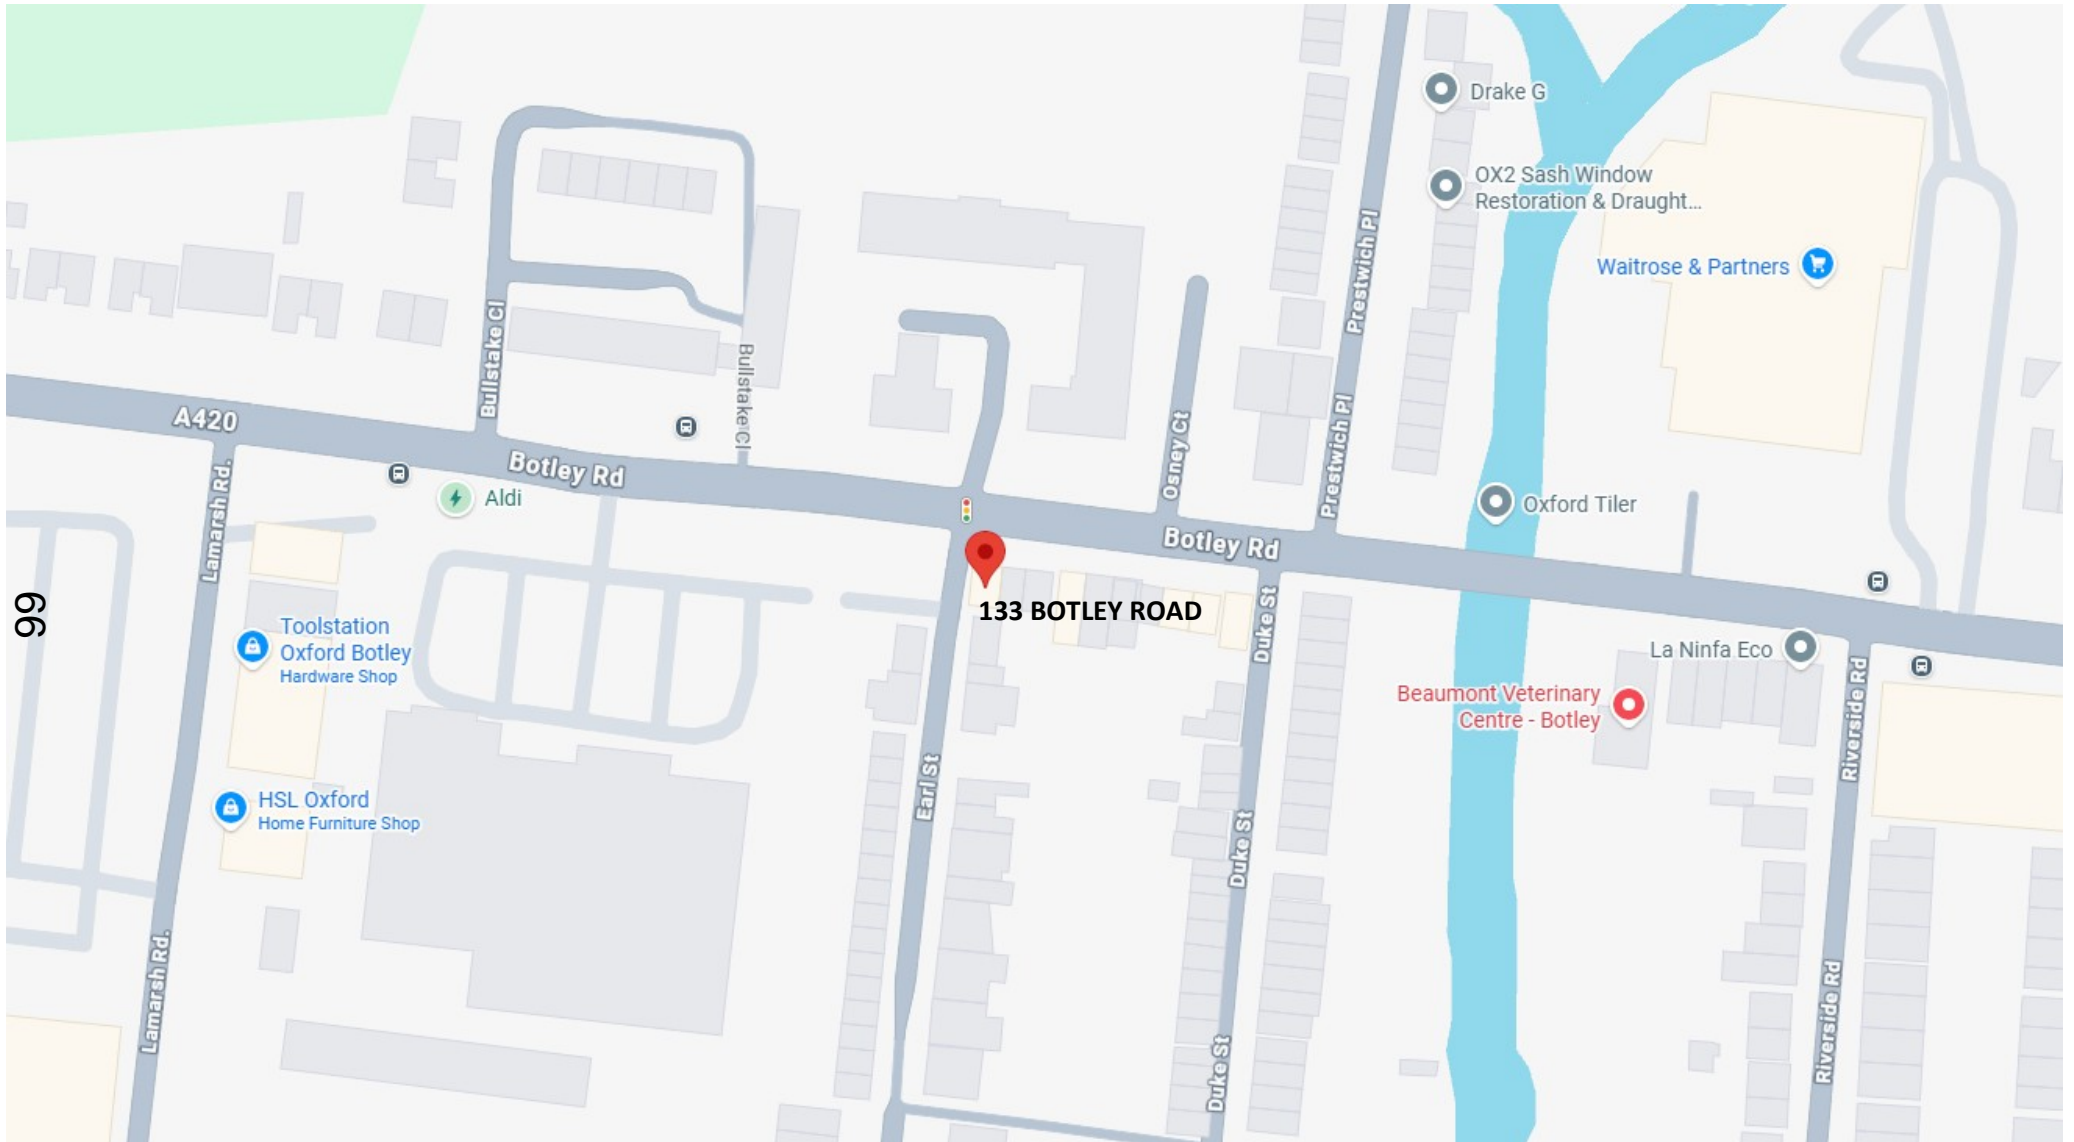 Drake G
OX2 Sash Window
Restoration & Draught...
Waitrose & Partners
Prestwich Pl
Bullstake Cl
Bullstake Cl
A420
Botley Rd
Osney Ct
Prestwich Pl
Aldi
Oxford Tiler
Botley Rd
Lamarsh Rd.
133 BOTLEY ROAD
99
Toolstation
Oxford Botley
Hardware Shop
Duke St
La Ninfa Eco
Beaumont Veterinary
Centre - Botley
Riverside Rd
HSL Oxford
Home Furniture Shop
Earl St
Duke St
Lamarsh Rd.
Riverside Rd
Duke St